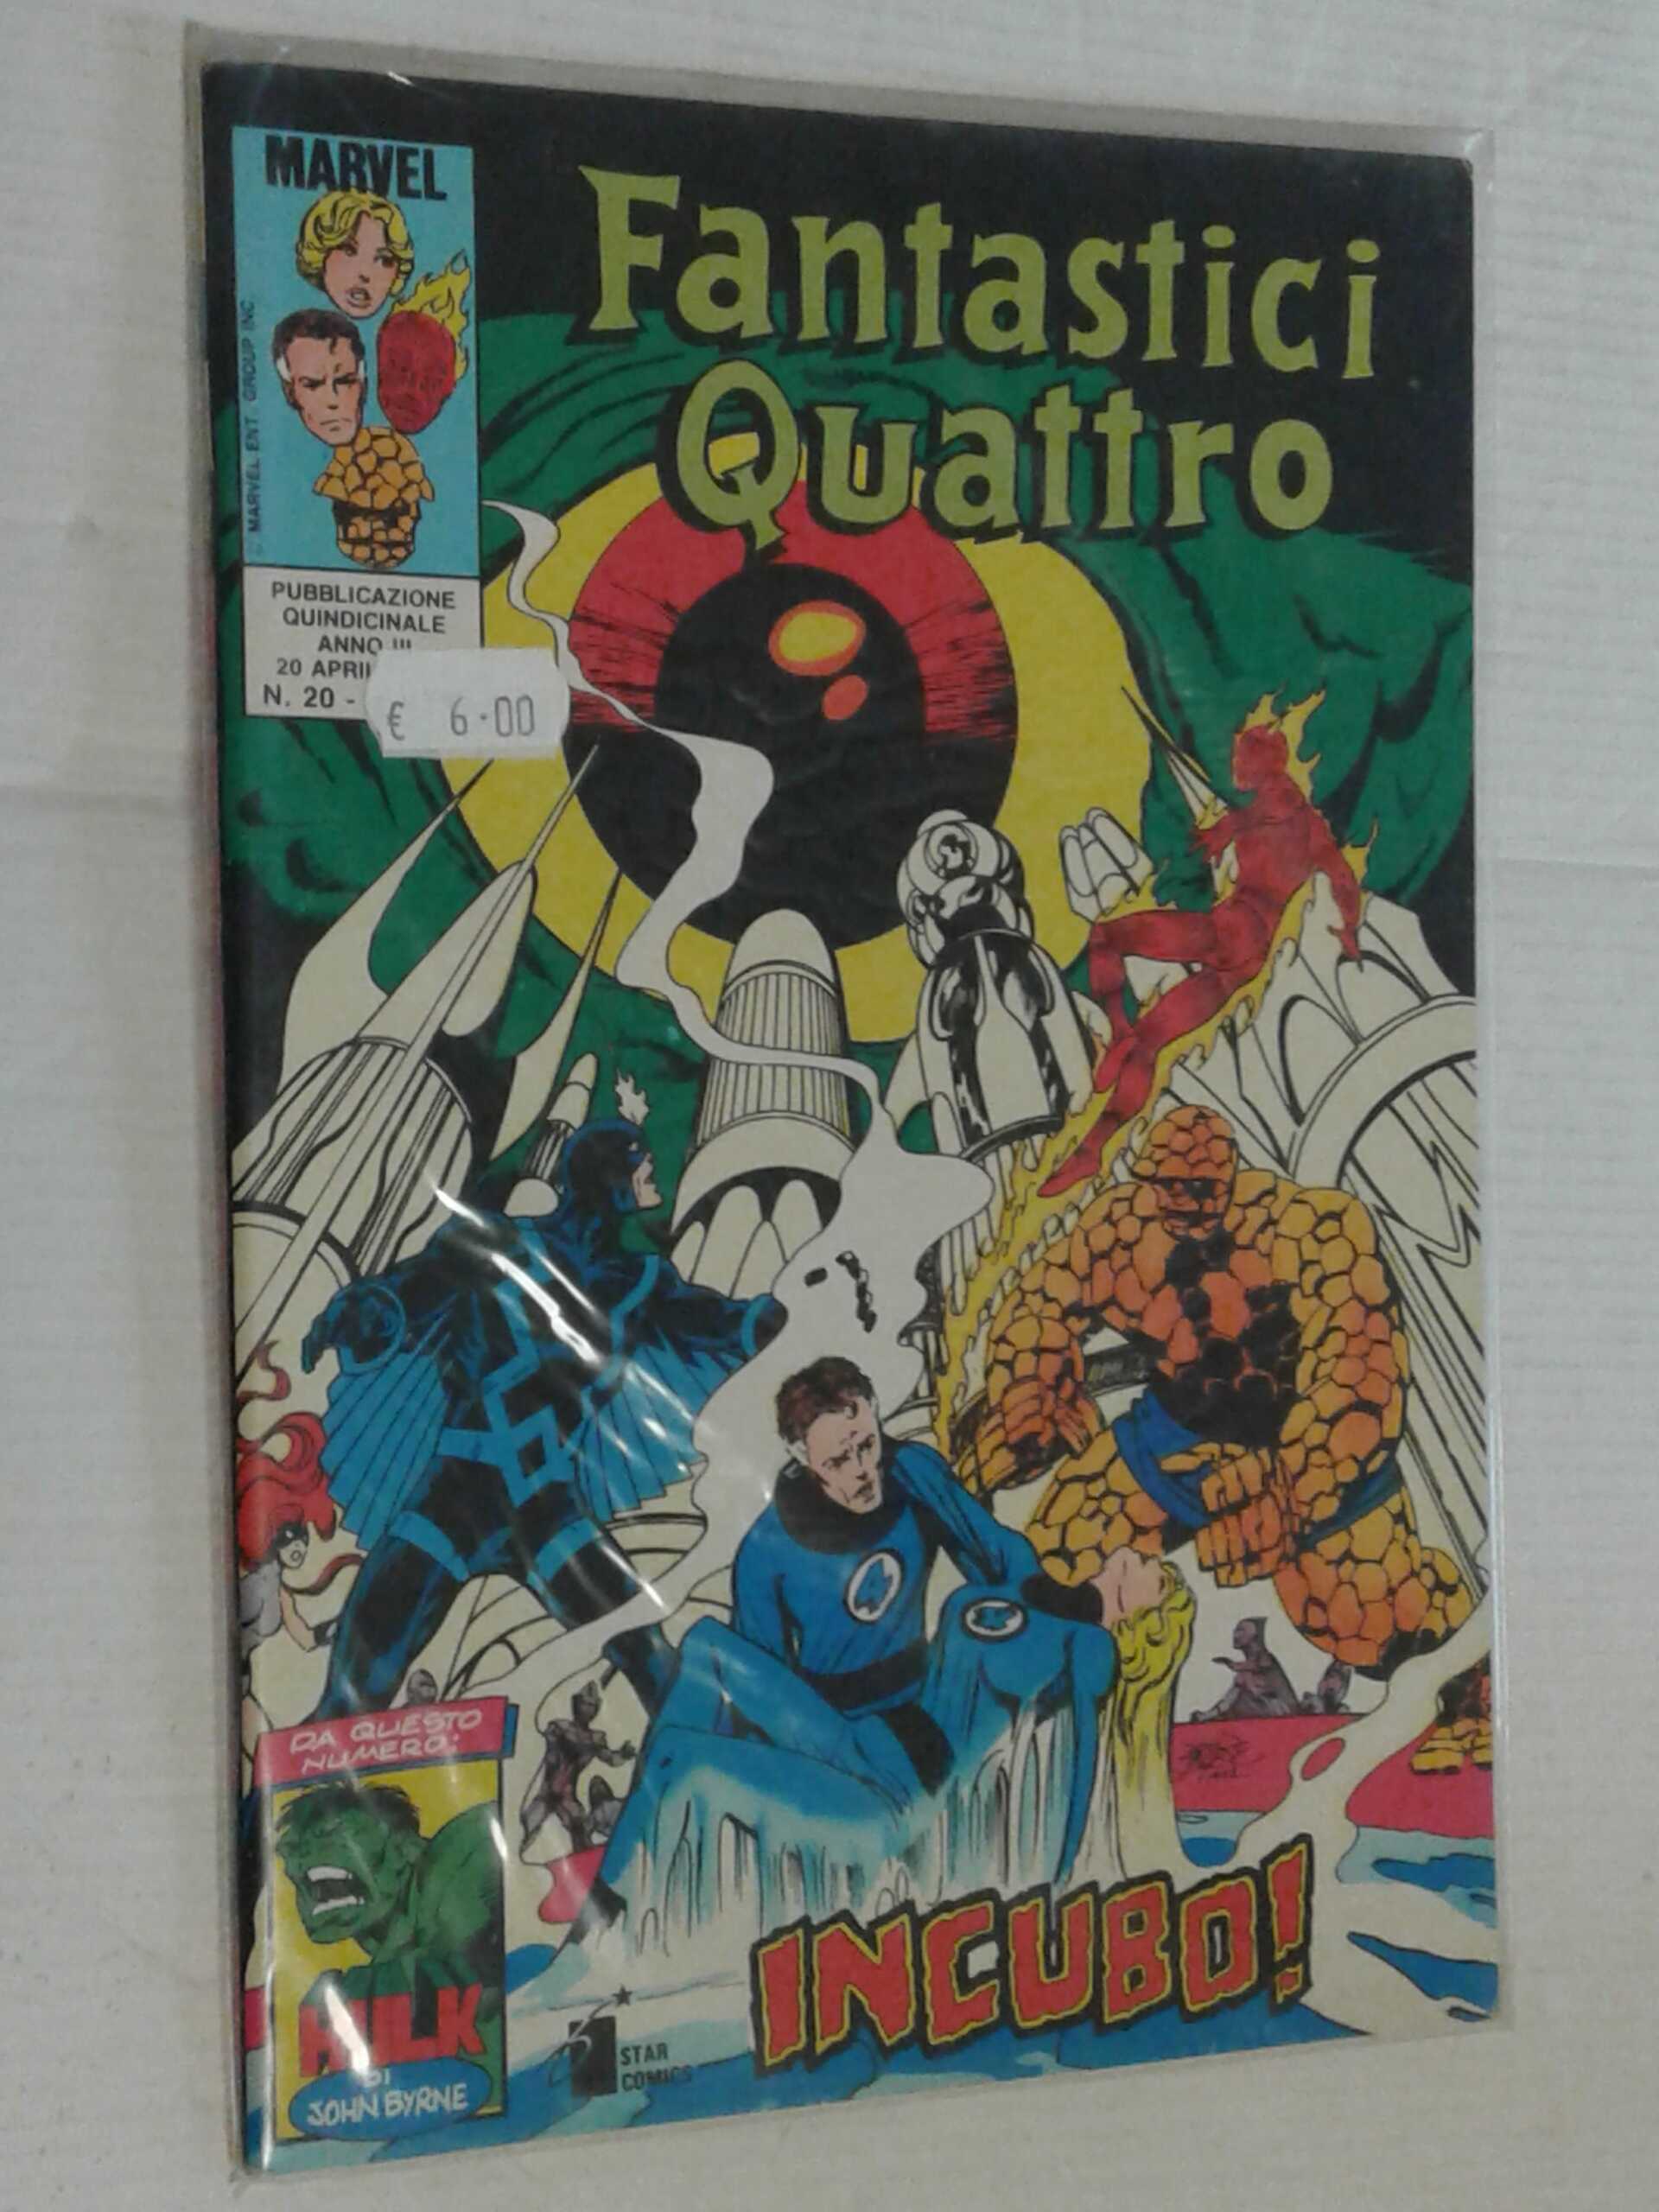 MARVEL
Fantastici
Quattro
© MARVEL ENT. GROUP INC
PUBBLICAZIONE
QUINDICINALE
ANNO III
20
N. 20 -
€ 6.00
DA QUESTO
NUMERO:
HULK
DI
JOHN BYRNE
STAR
COMICS
INCUBO!